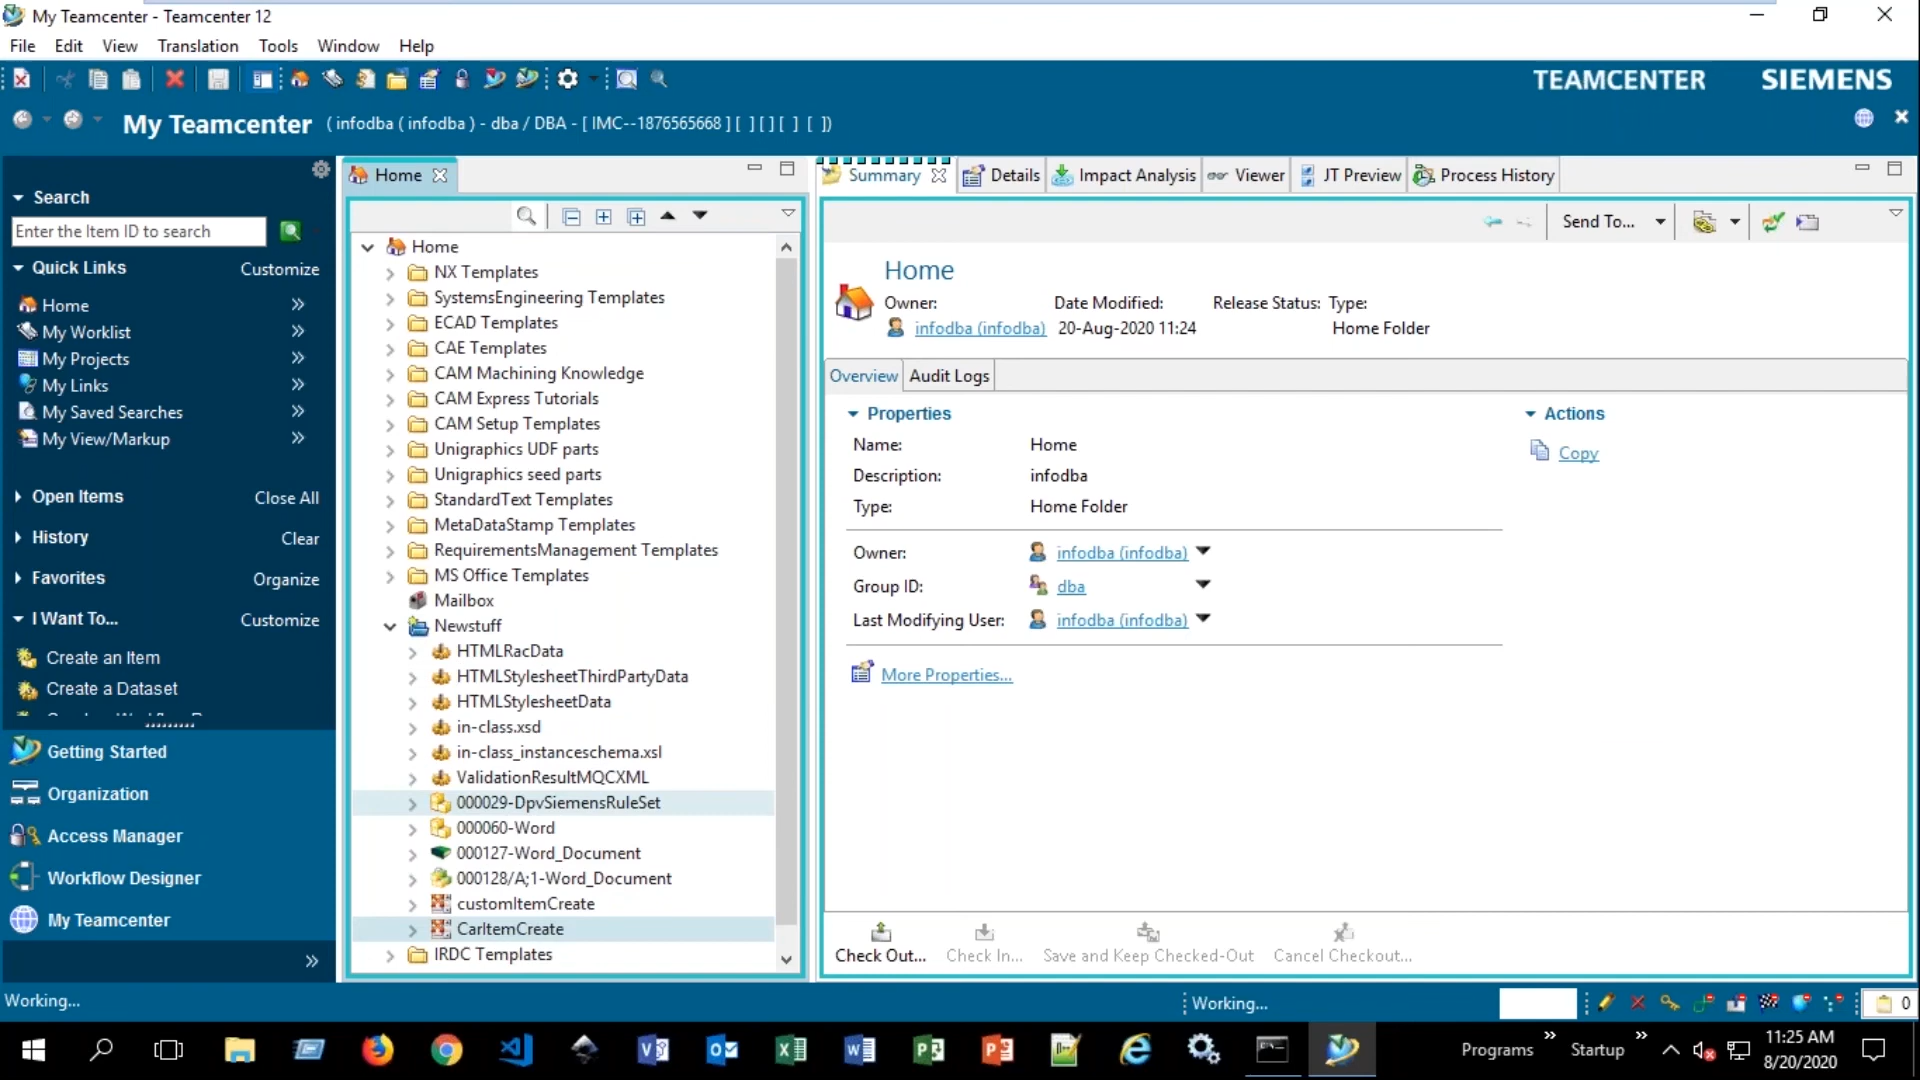 My Teamcenter - Teamcenter 12
File Edit View Translation Tools Window Help
TEAMCENTER SIEMENS
My Teamcenter ( infodba ( infodba ) - dba / DBA - [ IMC--1876565668 ] [ ] [ ] [ ] [ ])
Search
Enter the Item ID to search
Quick Links Customize
Home
My Worklist
My Projects
My Links
My Saved Searches
My View/Markup
Open Items Close All
History Clear
Favorites Organize
I Want To... Customize
Create an Item
Create a Dataset
Getting Started
Organization
Access Manager
Workflow Designer
My Teamcenter
Home
Home
NX Templates
SystemsEngineering Templates
ECAD Templates
CAE Templates
CAM Machining Knowledge
CAM Express Tutorials
CAM Setup Templates
Unigraphics UDF parts
Unigraphics seed parts
StandardText Templates
MetaDataStamp Templates
RequirementsManagement Templates
MS Office Templates
Mailbox
Newstuff
HTMLRacData
HTMLStylesheetThirdPartyData
HTMLStylesheetData
in-class.xsd
in-class_instanceschema.xsl
ValidationResultMQCXML
000029-DpvSiemensRuleSet
000060-Word
000127-Word_Document
000128/A;1-Word_Document
customItemCreate
CarItemCreate
IRDC Templates
Summary Details Impact Analysis Viewer JT Preview Process History
Send To...
Home
Owner: Date Modified: Release Status: Type:
infodba (infodba) 20-Aug-2020 11:24 Home Folder
Overview Audit Logs
Properties
Name: Home
Description: infodba
Type: Home Folder
Owner: infodba (infodba)
Group ID: dba
Last Modifying User: infodba (infodba)
More Properties...
Actions
Copy
Check Out... Check In... Save and Keep Checked-Out Cancel Checkout...
Working... Working... 0
Programs Startup 11:25 AM
8/20/2020